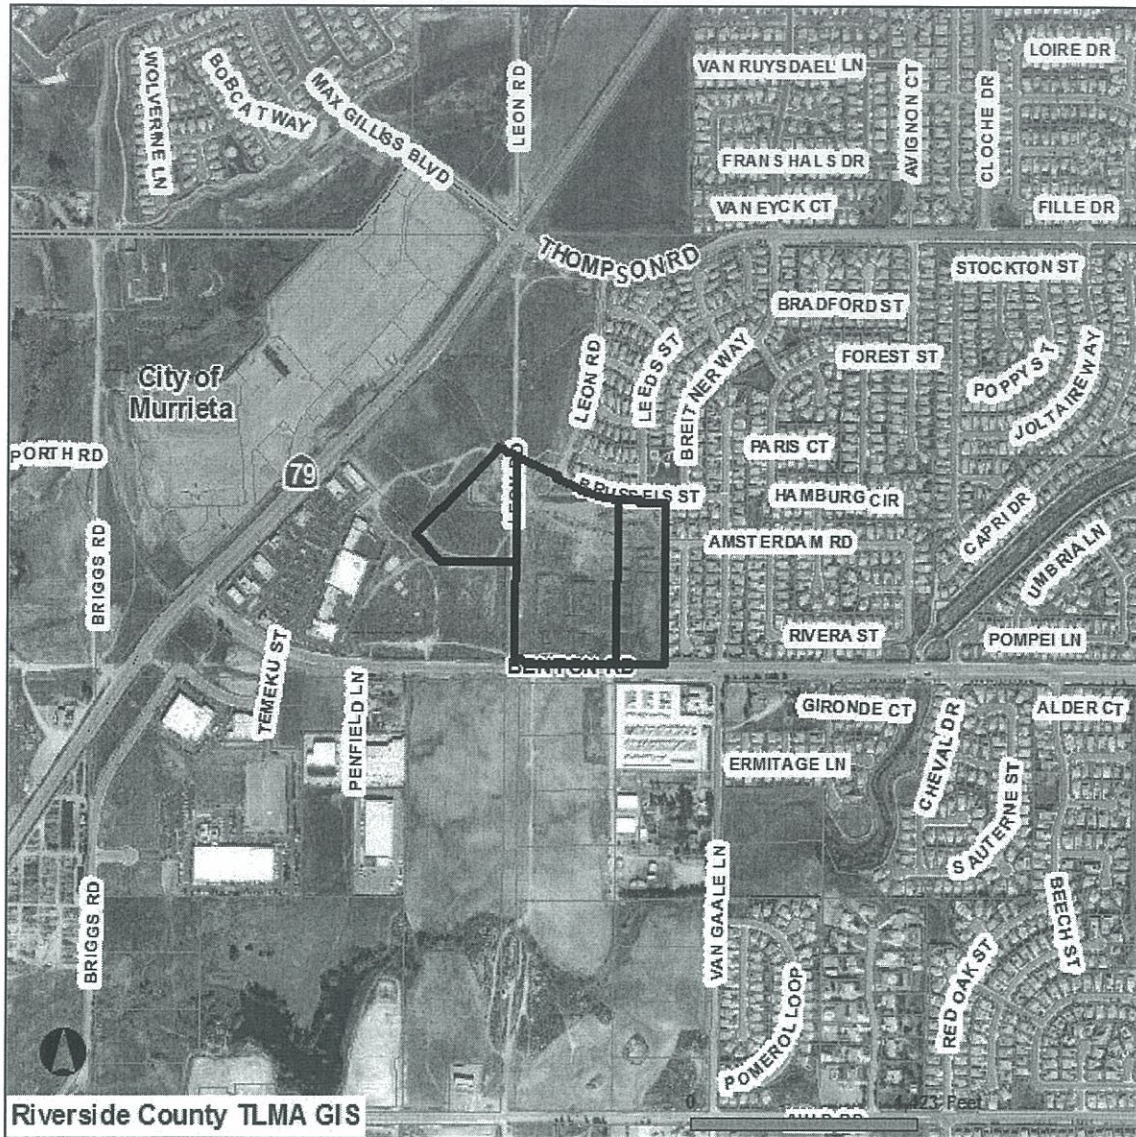 LOIRE DR
VAN RUYSDAEL LN
WOLVERINE LN
BOBCAT WAY
MAX GILLISS BLVD
LEON RD
AVIGNON CT
CLOCHE DR
FRANS HALS DR
VAN EYCK CT
FILLE DR
THOMPSON RD
STOCKTON ST
BRADFORD ST
LEON RD
LEEDS ST
BREITNER WAY
FOREST ST
POPPY ST
JOLTAIRE WAY
City of
Murrieta
PORTH RD
79
LEON RD
PARIS CT
BRUSSELS ST
HAMBURG CIR
CAPRI DR
AMSTERDAM RD
UMBRIA LN
BRIGGS RD
RIVERA ST
POMPEI LN
BENTON RD
TEMEKU ST
PENFIELD LN
GIRONDE CT
CHEVAL DR
ALDER CT
ERMITAGE LN
SAUTERNE ST
BRIGGS RD
VAN GAALE LN
BEECH ST
RED OAK ST
POMEROL LOOP
Riverside County TLMA GIS
0 Feet